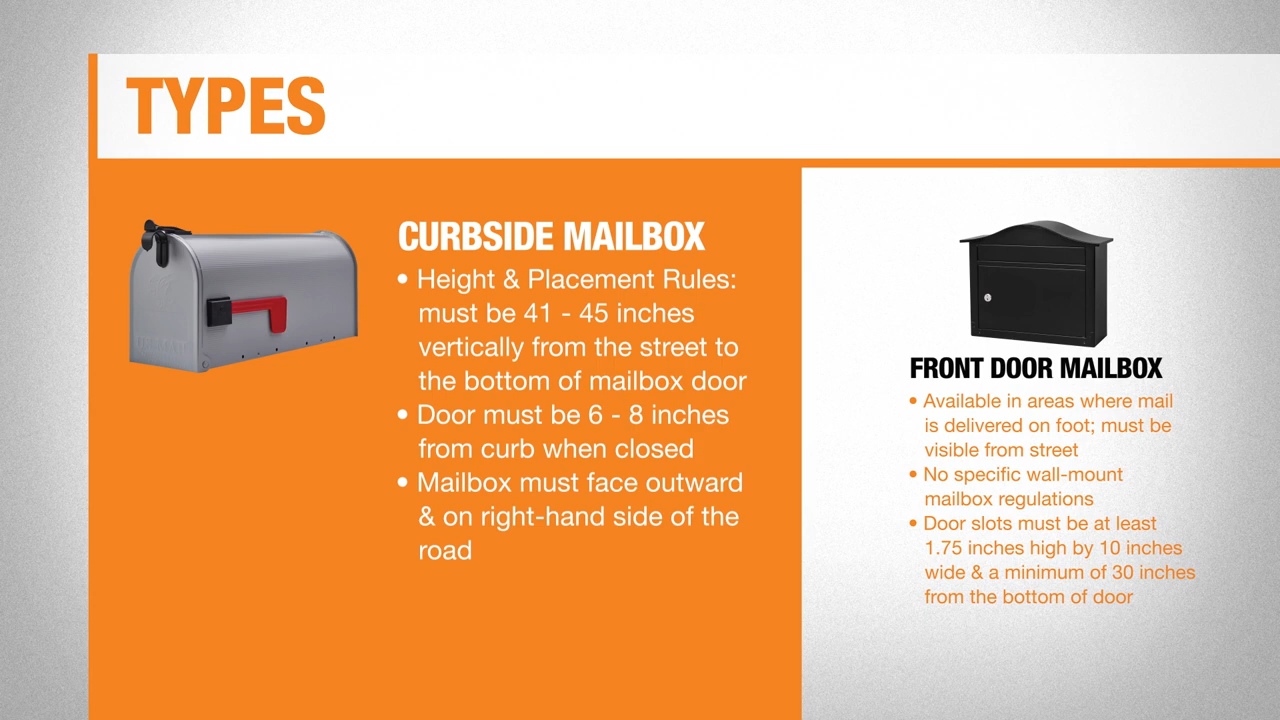 TYPES
CURBSIDE MAILBOX
• Height & Placement Rules:
must be 41 - 45 inches
vertically from the street to
the bottom of mailbox door
• Door must be 6 - 8 inches
from curb when closed
• Mailbox must face outward
& on right-hand side of the
road
FRONT DOOR MAILBOX
• Available in areas where mail
is delivered on foot; must be
visible from street
• No specific wall-mount
mailbox regulations
• Door slots must be at least
1.75 inches high by 10 inches
wide & a minimum of 30 inches
from the bottom of door